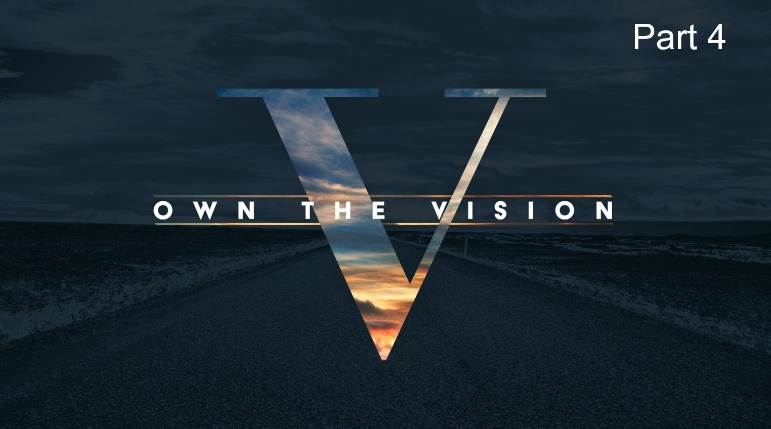 Part 4
V
OWN THE VISION